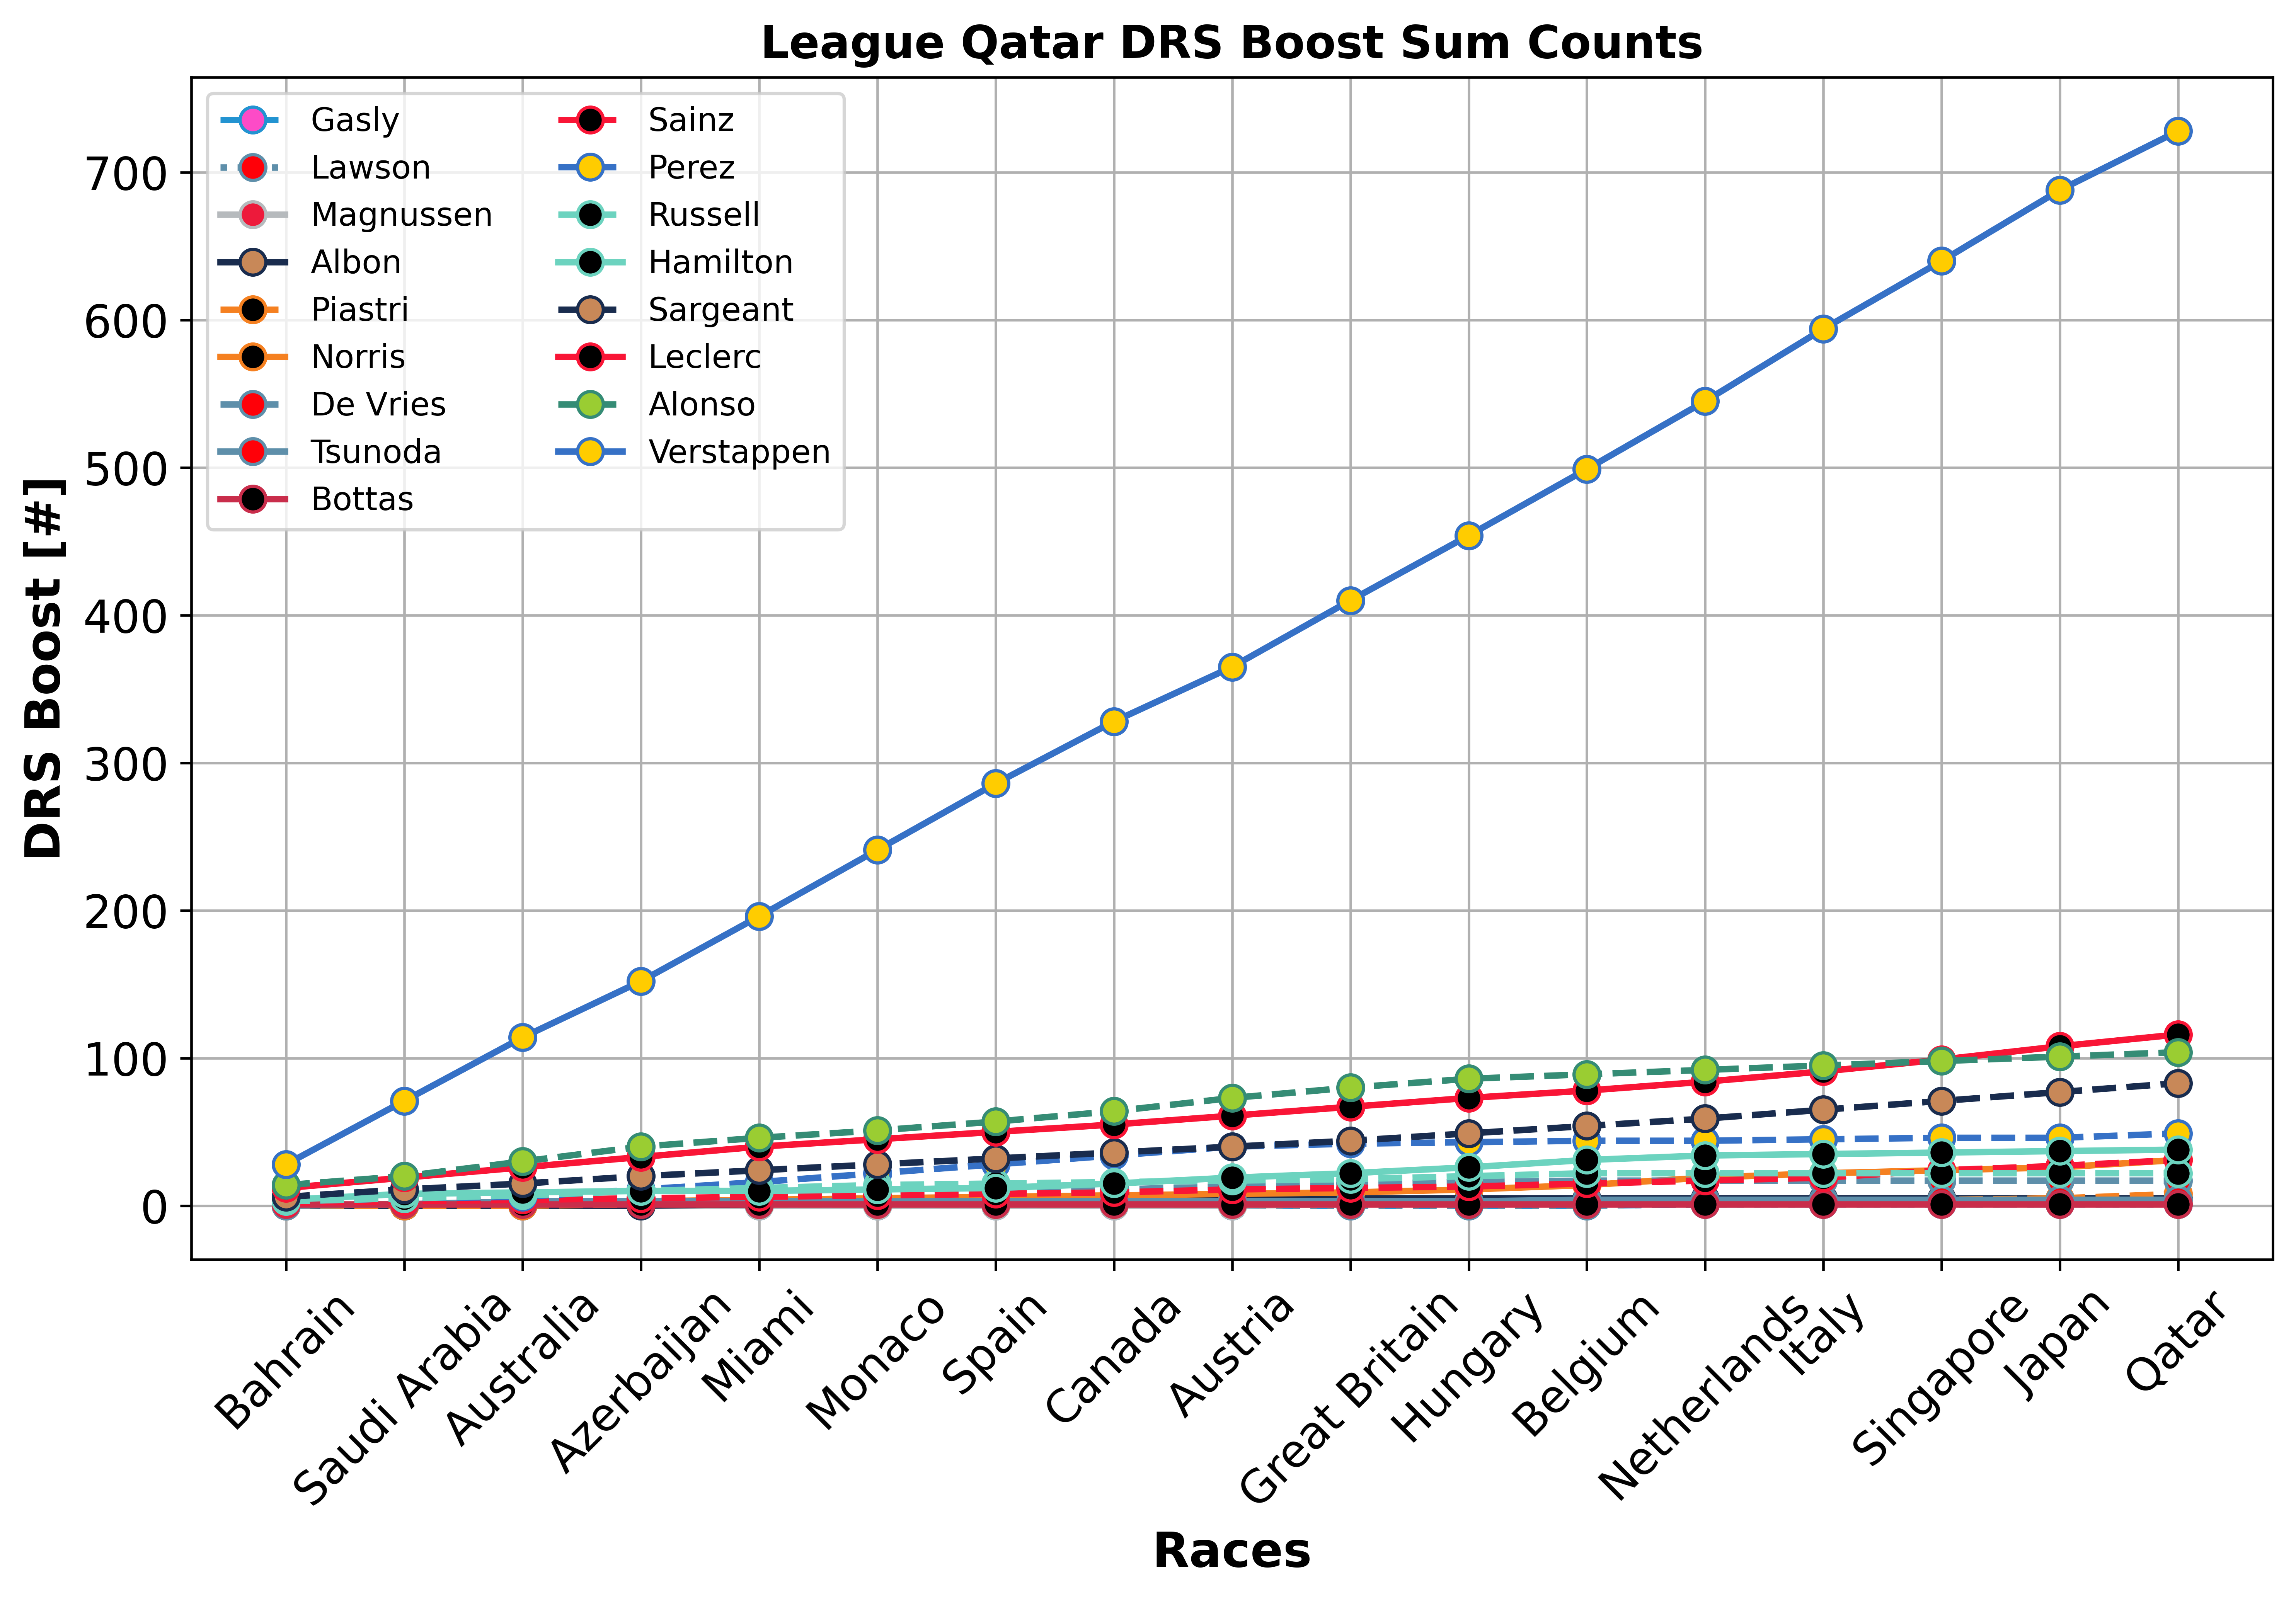 League Qatar DRS Boost Sum Counts
DRS Boost [#]
700
600
500
400
300
200
100
0
Gasly
Lawson
Magnussen
Albon
Piastri
Norris
De Vries
Tsunoda
Bottas
Sainz
Perez
Russell
Hamilton
Sargeant
Leclerc
Alonso
Verstappen
Bahrain
Saudi Arabia
Australia
Azerbaijan
Miami
Monaco
Spain
Canada
Austria
Great Britain
Hungary
Belgium
Netherlands
Italy
Singapore
Japan
Qatar
Races